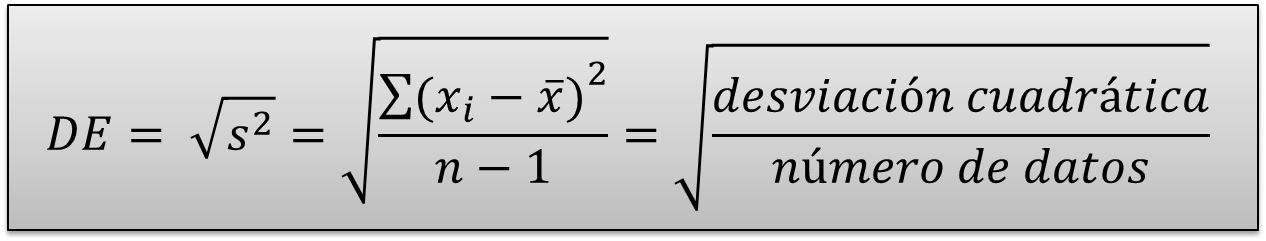 DE = √s² = √(∑(xᵢ − x̄)² / (n − 1)) = √(desviación cuadrática / número de datos)